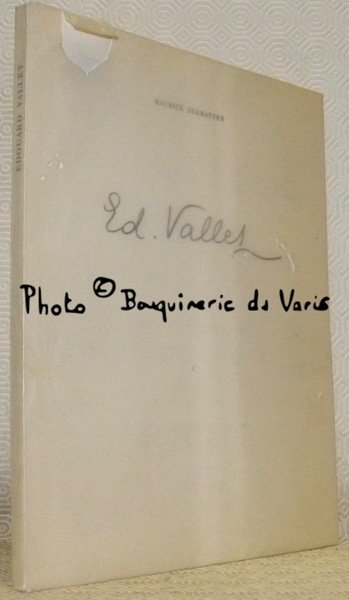 EDOUARD VALLET
MAURICE ZERMATTEN
Ed. Vallet
Photo © Bouquinerie du Varis